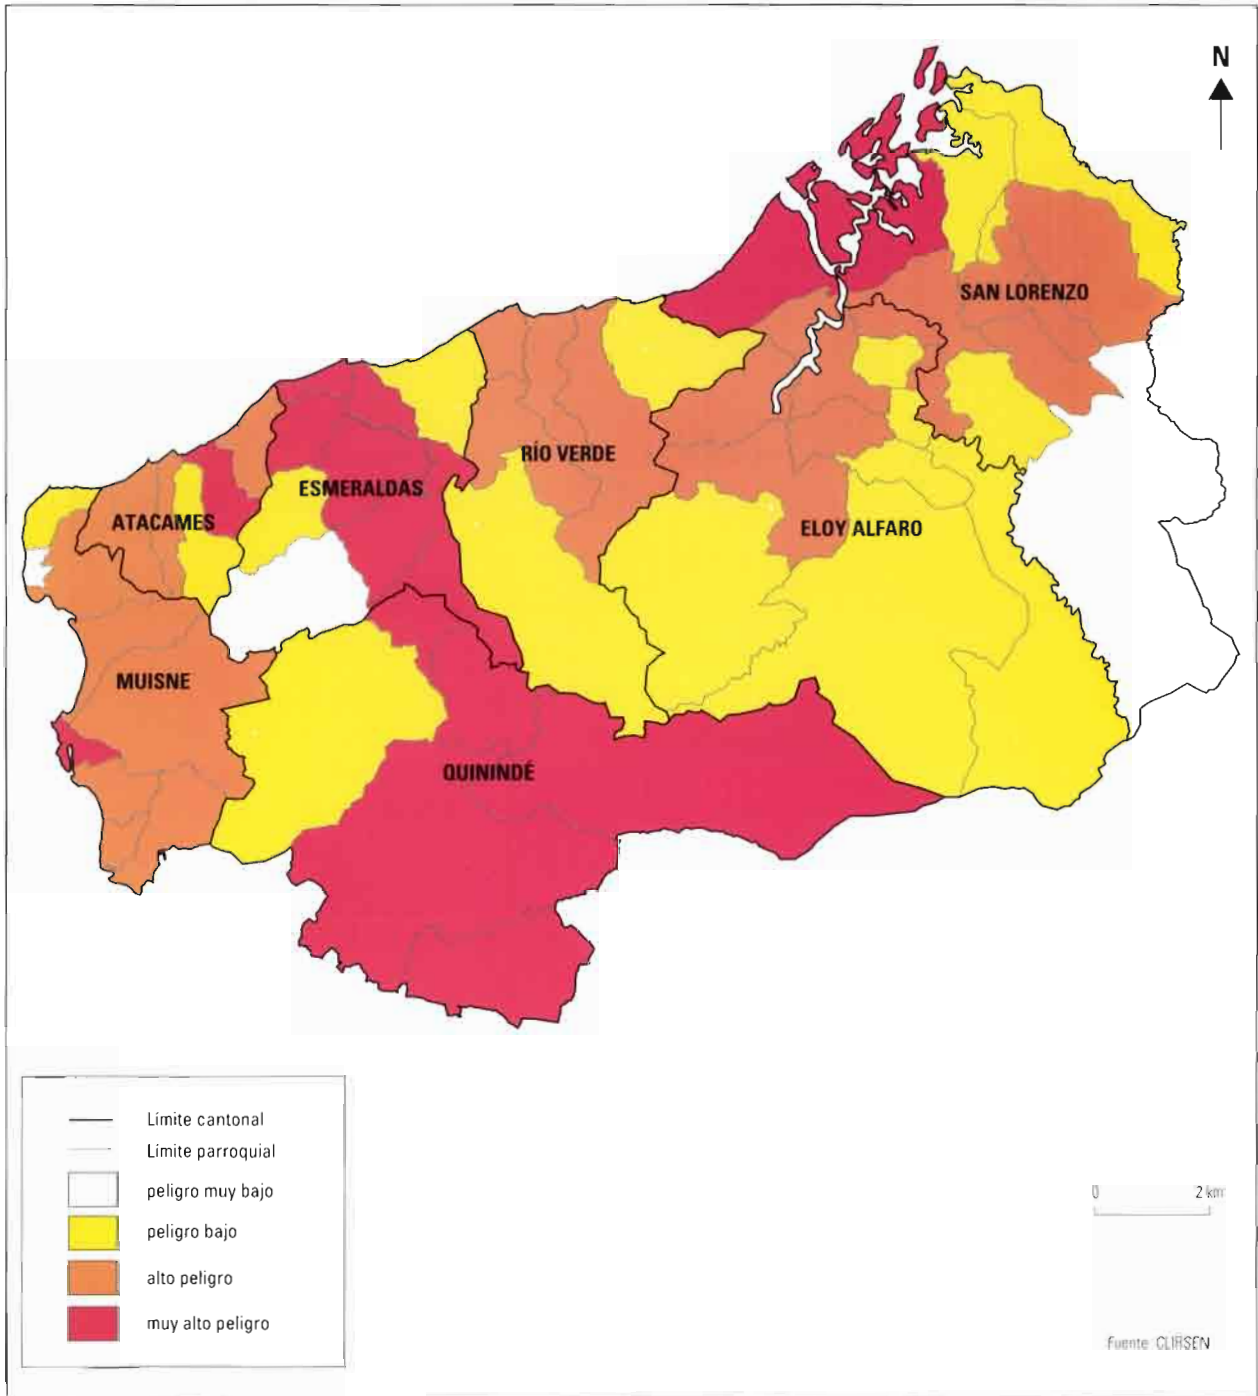 N
SAN LORENZO
RÍO VERDE
ESMERALDAS
ATACAMES
ELOY ALFARO
MUISNE
QUININDÉ
Límite cantonal
Límite parroquial
peligro muy bajo
peligro bajo
alto peligro
muy alto peligro
0 2 km
Fuente CLIRSEN